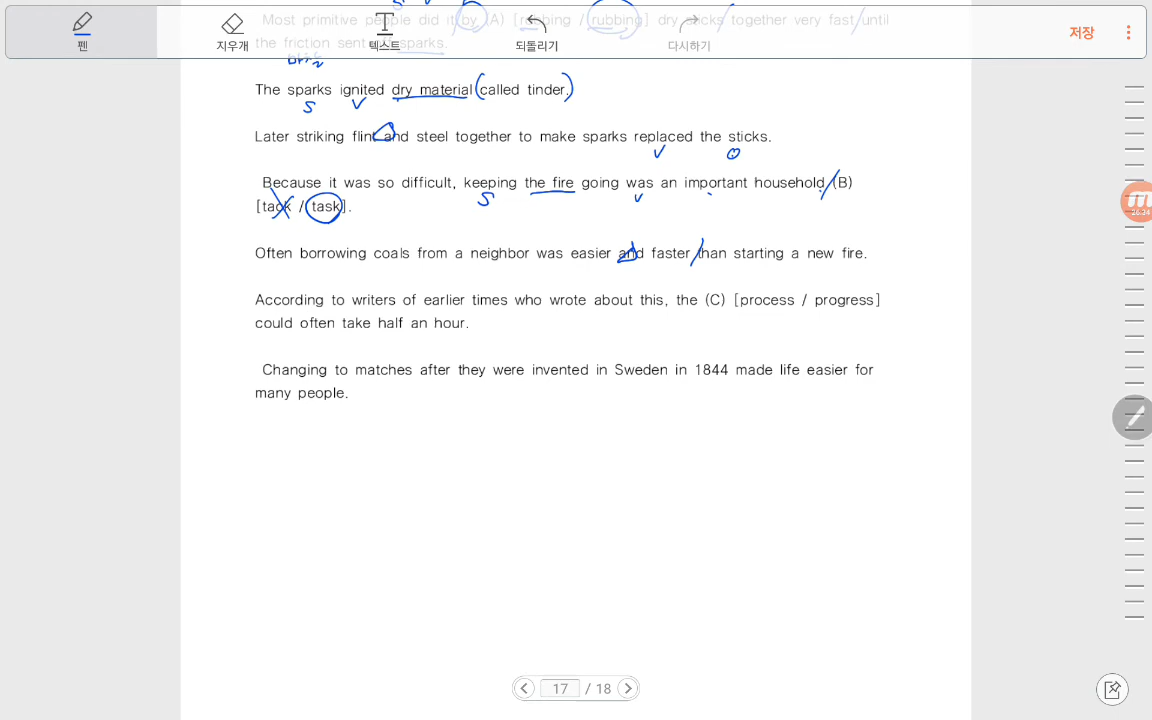 Most primitive people did it by (A) [robbing / rubbing] dry sticks together very fast until
the friction sent off sparks.
펜
지우개
텍스트
되돌리기
다시하기
저장
마찰
The sparks ignited dry material (called tinder.)
S V
Later striking flint and steel together to make sparks replaced the sticks.
V O
Because it was so difficult, keeping the fire going was an important household (B)
S V
[tack / task].
26:34
Often borrowing coals from a neighbor was easier and faster than starting a new fire.
According to writers of earlier times who wrote about this, the (C) [process / progress]
could often take half an hour.
Changing to matches after they were invented in Sweden in 1844 made life easier for
many people.
17 / 18